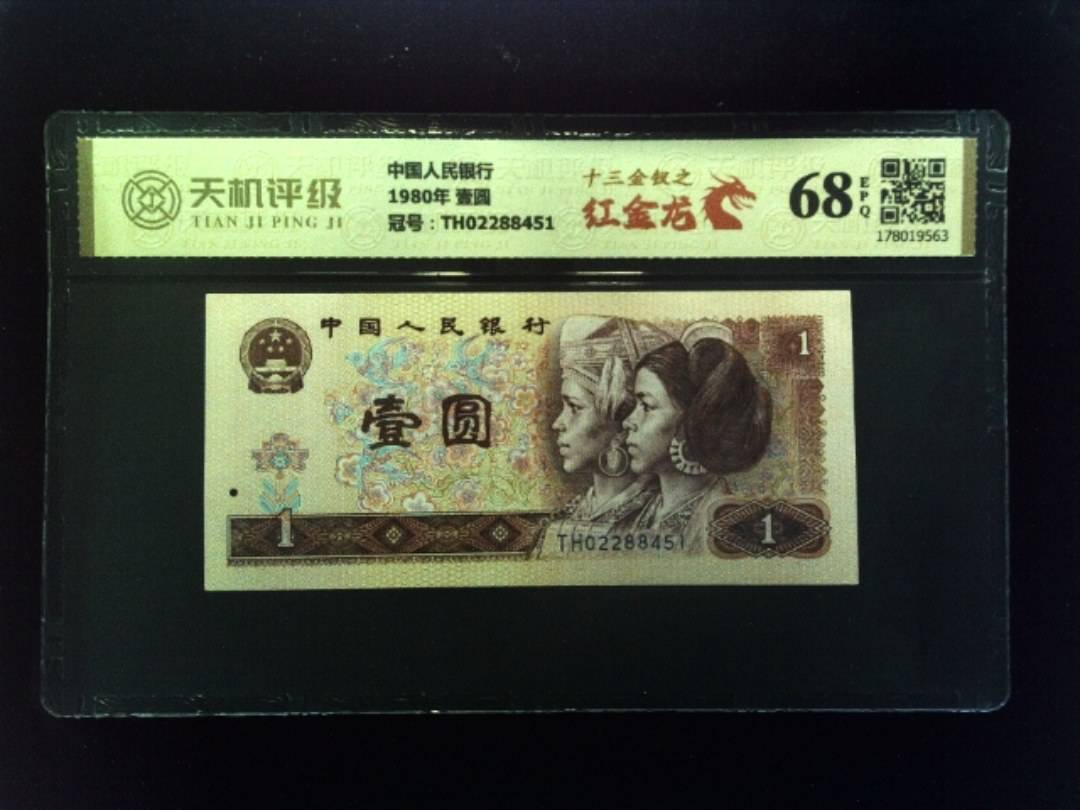 天机评级
TIAN JI PING JI
中国人民银行
1980年 壹圆
冠号：TH02288451
十三金钗之
红金龙
68
EPQ
178019563
中国人民银行
1
壹圆
1
TH02288451
1